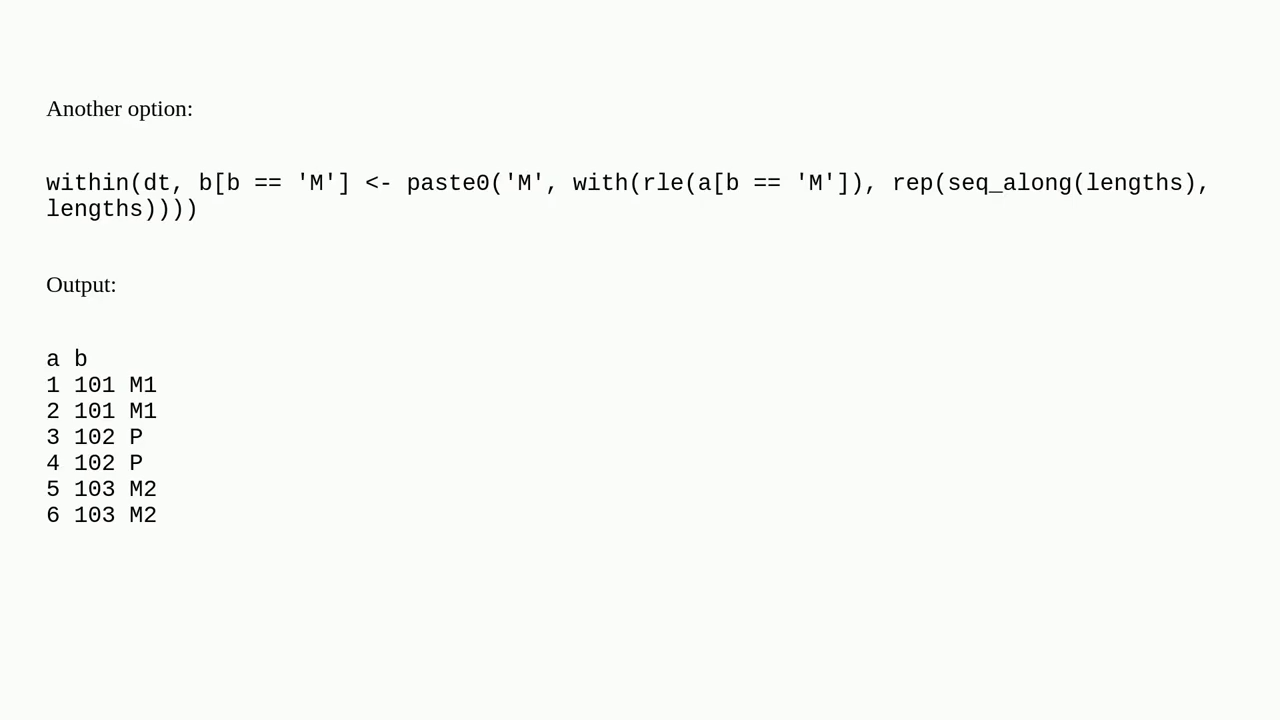 Another option:
within(dt, b[b == 'M'] <- paste0('M', with(rle(a[b == 'M']), rep(seq_along(lengths),
lengths))))
Output:
a b
1 101 M1
2 101 M1
3 102 P
4 102 P
5 103 M2
6 103 M2